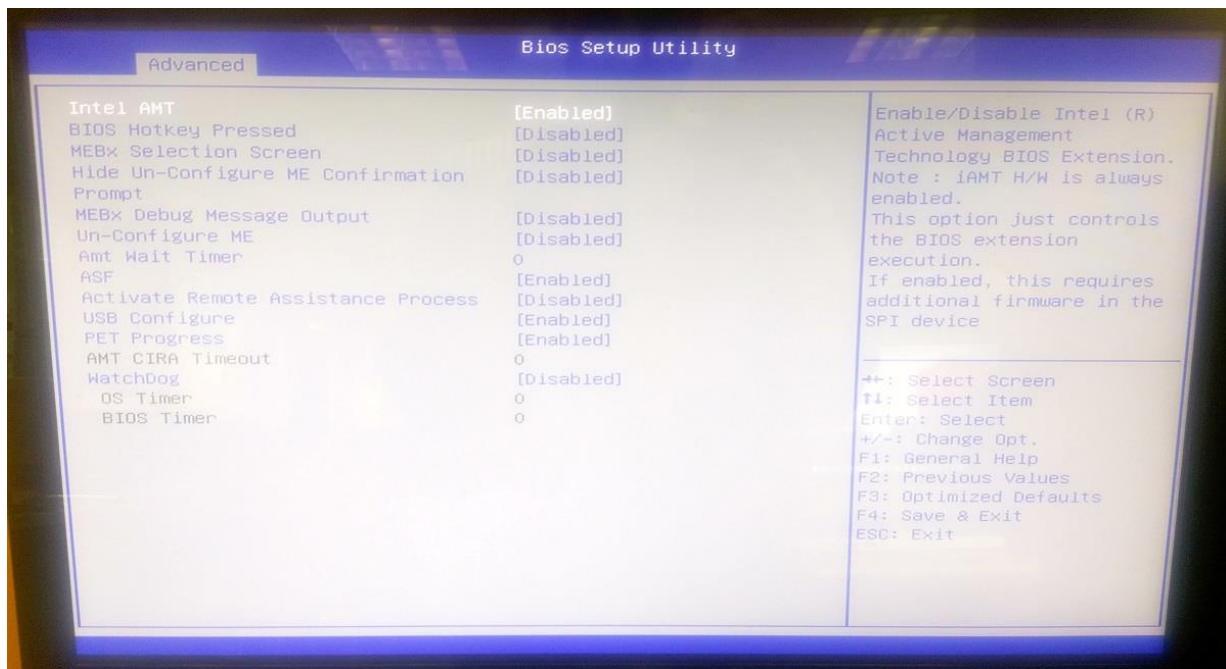 Bios Setup Utility
Advanced
Intel AMT [Enabled]
BIOS Hotkey Pressed [Disabled]
MEBx Selection Screen [Disabled]
Hide Un-Configure ME Confirmation [Disabled]
Prompt
MEBx Debug Message Output [Disabled]
Un-Configure ME [Disabled]
Amt Wait Timer 0
ASF [Enabled]
Activate Remote Assistance Process [Disabled]
USB Configure [Enabled]
PET Progress [Enabled]
AMT CIRA Timeout 0
WatchDog [Disabled]
OS Timer 0
BIOS Timer 0
Enable/Disable Intel (R)
Active Management
Technology BIOS Extension.
Note : iAMT H/W is always
enabled.
This option just controls
the BIOS extension
execution.
If enabled, this requires
additional firmware in the
SPI device
→←: Select Screen
↑↓: Select Item
Enter: Select
+/-: Change Opt.
F1: General Help
F2: Previous Values
F3: Optimized Defaults
F4: Save & Exit
ESC: Exit